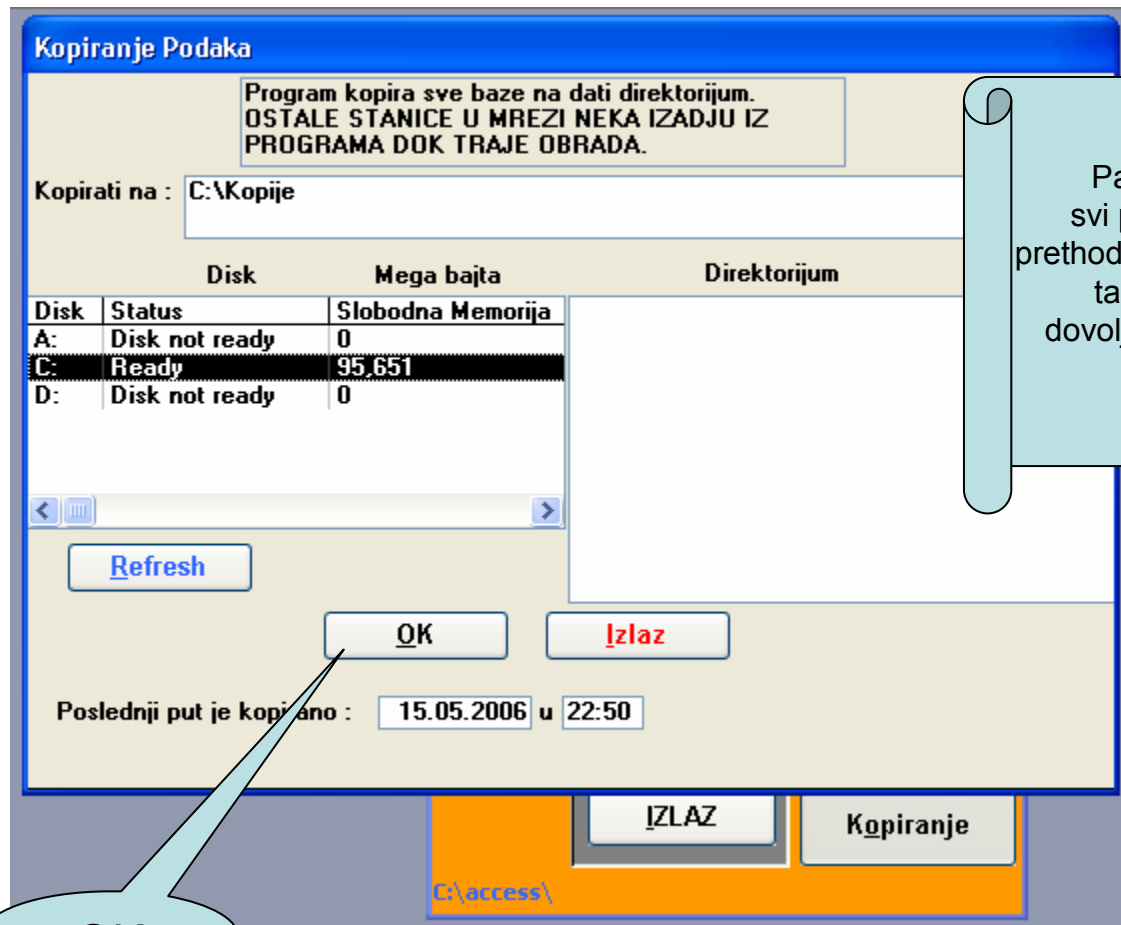 Kopiranje Podaka
Program kopira sve baze na dati direktorijum.
OSTALE STANICE U MREZI NEKA IZADJU IZ
PROGRAMA DOK TRAJE OBRADA.
Kopirati na : C:\Kopije
Disk Mega bajta Direktorijum
Disk Status Slobodna Memorija
A: Disk not ready 0
C: Ready 95,651
D: Disk not ready 0
Refresh
OK Izlaz
Poslednji put je kopirano : 15.05.2006 u 22:50
IZLAZ Kopiranje
C:\access\
svi